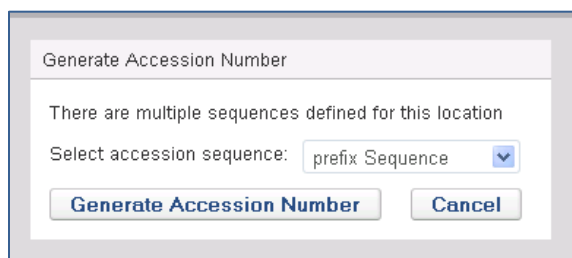 Generate Accession Number
There are multiple sequences defined for this location
Select accession sequence: prefix Sequence
Generate Accession Number Cancel